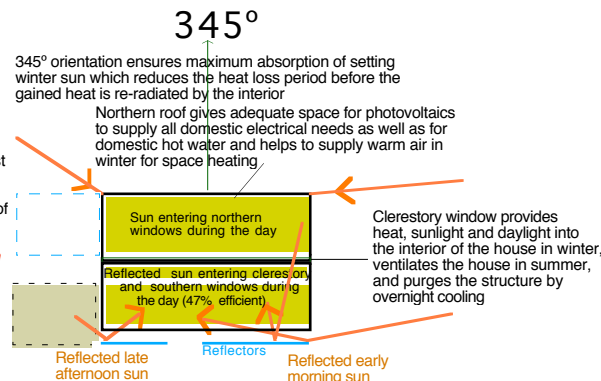 345º
345º orientation ensures maximum absorption of setting
winter sun which reduces the heat loss period before the
gained heat is re-radiated by the interior
Northern roof gives adequate space for photovoltaics
to supply all domestic electrical needs as well as for
domestic hot water and helps to supply warm air in
winter for space heating
st
of
Sun entering northern
windows during the day
Reflected sun entering clerestory
and southern windows during
the day (47% efficient)
Clerestory window provides
heat, sunlight and daylight into
the interior of the house in winter,
ventilates the house in summer,
and purges the structure by
overnight cooling
Reflected late
afternoon sun
Reflectors
Reflected early
morning sun